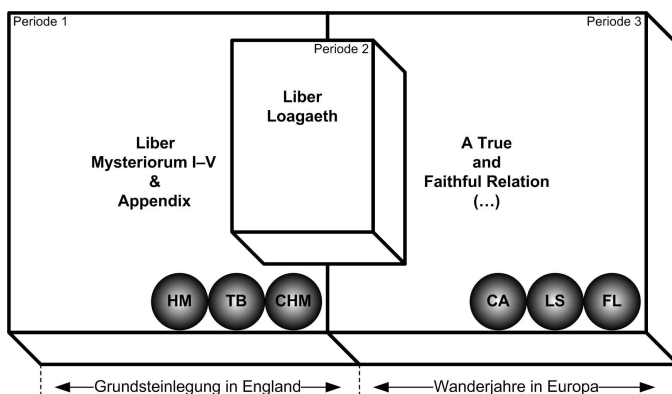 Periode 1
Periode 2
Periode 3
Liber
Loagaeth
Liber
Mysteriorum I–V
&
Appendix
A True
and
Faithful Relation
(…)
HM TB CHM CA LS FL
Grundsteinlegung in England Wanderjahre in Europa